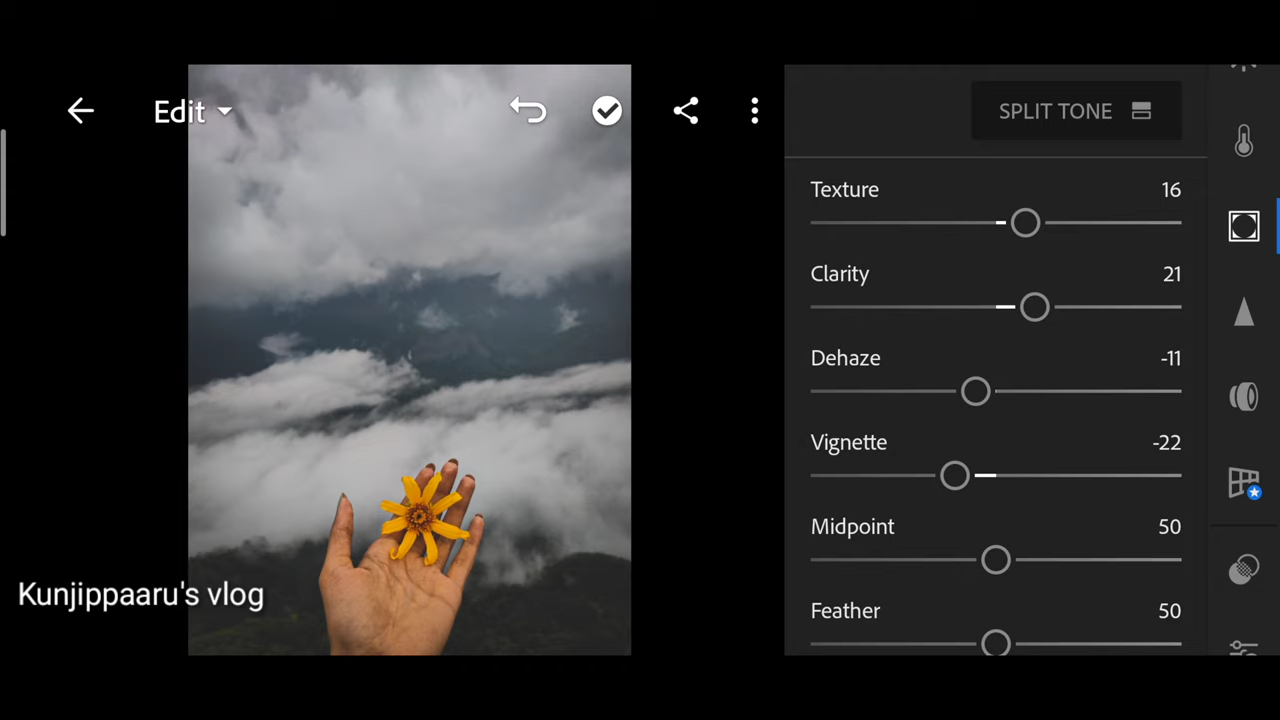 Edit
SPLIT TONE
Texture 16
Clarity 21
Dehaze -11
Vignette -22
Midpoint 50
Feather 50
Kunjippaaru's vlog